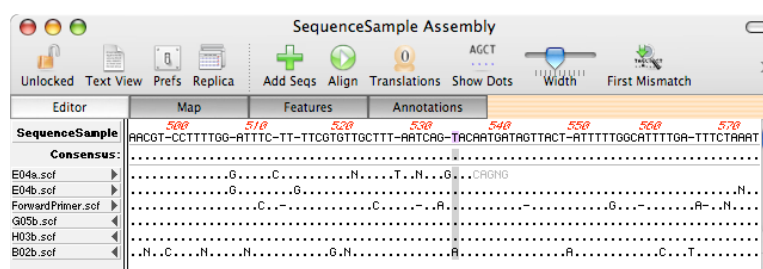 SequenceSample Assembly
AGCT
Unlocked Text View Prefs Replica Add Seqs Align Translations Show Dots Width First Mismatch
Editor Map Features Annotations
500 510 520 530 540 550 560 570
SequenceSample AACGT-CCTTTTGG-ATTTC-TT-TTCGTGTTGCTTT-AATCAG-TACAATGATAGTTACT-ATTTTTGGCATTTTGA-TTTCTAAAT
Consensus: ......................................................................................
E04a.scf ..............G.....C..........N.....T..N...G...CAGNG
E04b.scf ..............G........G............................................................N..
ForwardPrimer.scf ..................C..-............C.....-..A...........-...........G...-.......A-..N....
G05b.scf ......................................................................................
H03b.scf ......................................................................................
B02b.scf ..N..C....N.....N..........G.N..............A...............A............C...T........